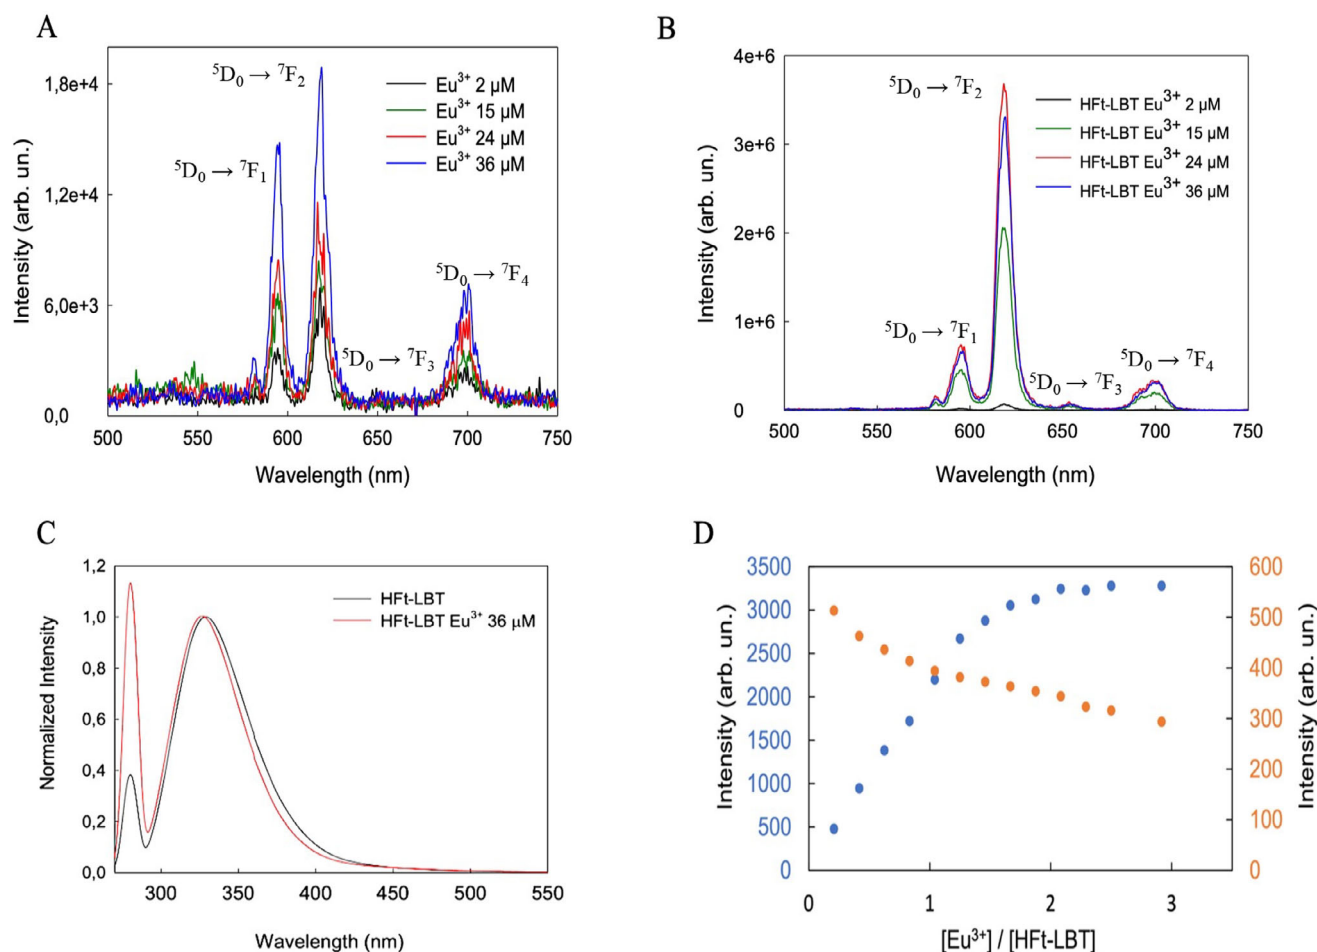 A
Intensity (arb. un.)
1,8e+4
1,2e+4
6,0e+3
0,0
⁵D₀ → ⁷F₂
⁵D₀ → ⁷F₁
⁵D₀ → ⁷F₃
⁵D₀ → ⁷F₄
Eu³⁺ 2 µM
Eu³⁺ 15 µM
Eu³⁺ 24 µM
Eu³⁺ 36 µM
500 550 600 650 700 750
Wavelength (nm)
B
Intensity (arb. un.)
4e+6
3e+6
2e+6
1e+6
0
⁵D₀ → ⁷F₂
⁵D₀ → ⁷F₁
⁵D₀ → ⁷F₃
⁵D₀ → ⁷F₄
HFt-LBT Eu³⁺ 2 µM
HFt-LBT Eu³⁺ 15 µM
HFt-LBT Eu³⁺ 24 µM
HFt-LBT Eu³⁺ 36 µM
500 550 600 650 700 750
Wavelength (nm)
C
Normalized Intensity
1,2
1,0
0,8
0,6
0,4
0,2
0,0
HFt-LBT
HFt-LBT Eu³⁺ 36 µM
300 350 400 450 500 550
Wavelength (nm)
D
Intensity (arb. un.)
3500
3000
2500
2000
1500
1000
500
0
600
500
400
300
200
100
0
Intensity (arb. un.)
0 1 2 3
[Eu³⁺] / [HFt-LBT]